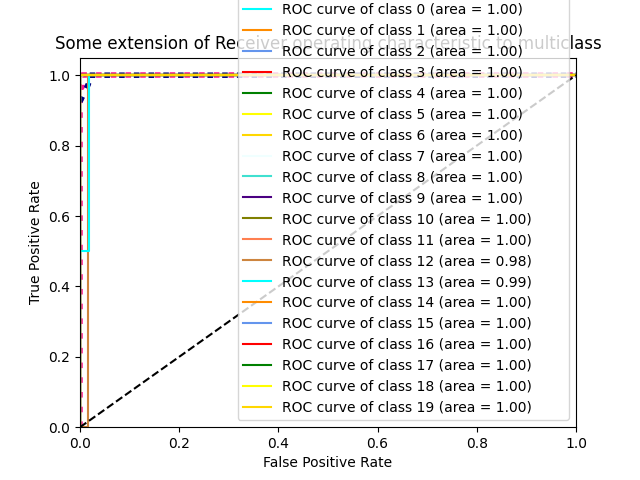 ROC curve of class 0 (area = 1.00)
ROC curve of class 1 (area = 1.00)
Some extension of Receiver operating characteristic to multiclass
ROC curve of class 2 (area = 1.00)
ROC curve of class 3 (area = 1.00)
ROC curve of class 4 (area = 1.00)
ROC curve of class 5 (area = 1.00)
ROC curve of class 6 (area = 1.00)
ROC curve of class 7 (area = 1.00)
ROC curve of class 8 (area = 1.00)
ROC curve of class 9 (area = 1.00)
ROC curve of class 10 (area = 1.00)
ROC curve of class 11 (area = 1.00)
ROC curve of class 12 (area = 0.98)
ROC curve of class 13 (area = 0.99)
ROC curve of class 14 (area = 1.00)
ROC curve of class 15 (area = 1.00)
ROC curve of class 16 (area = 1.00)
ROC curve of class 17 (area = 1.00)
ROC curve of class 18 (area = 1.00)
ROC curve of class 19 (area = 1.00)
True Positive Rate
1.0
0.8
0.6
0.4
0.2
0.0
0.0 0.2 0.4 0.6 0.8 1.0
False Positive Rate